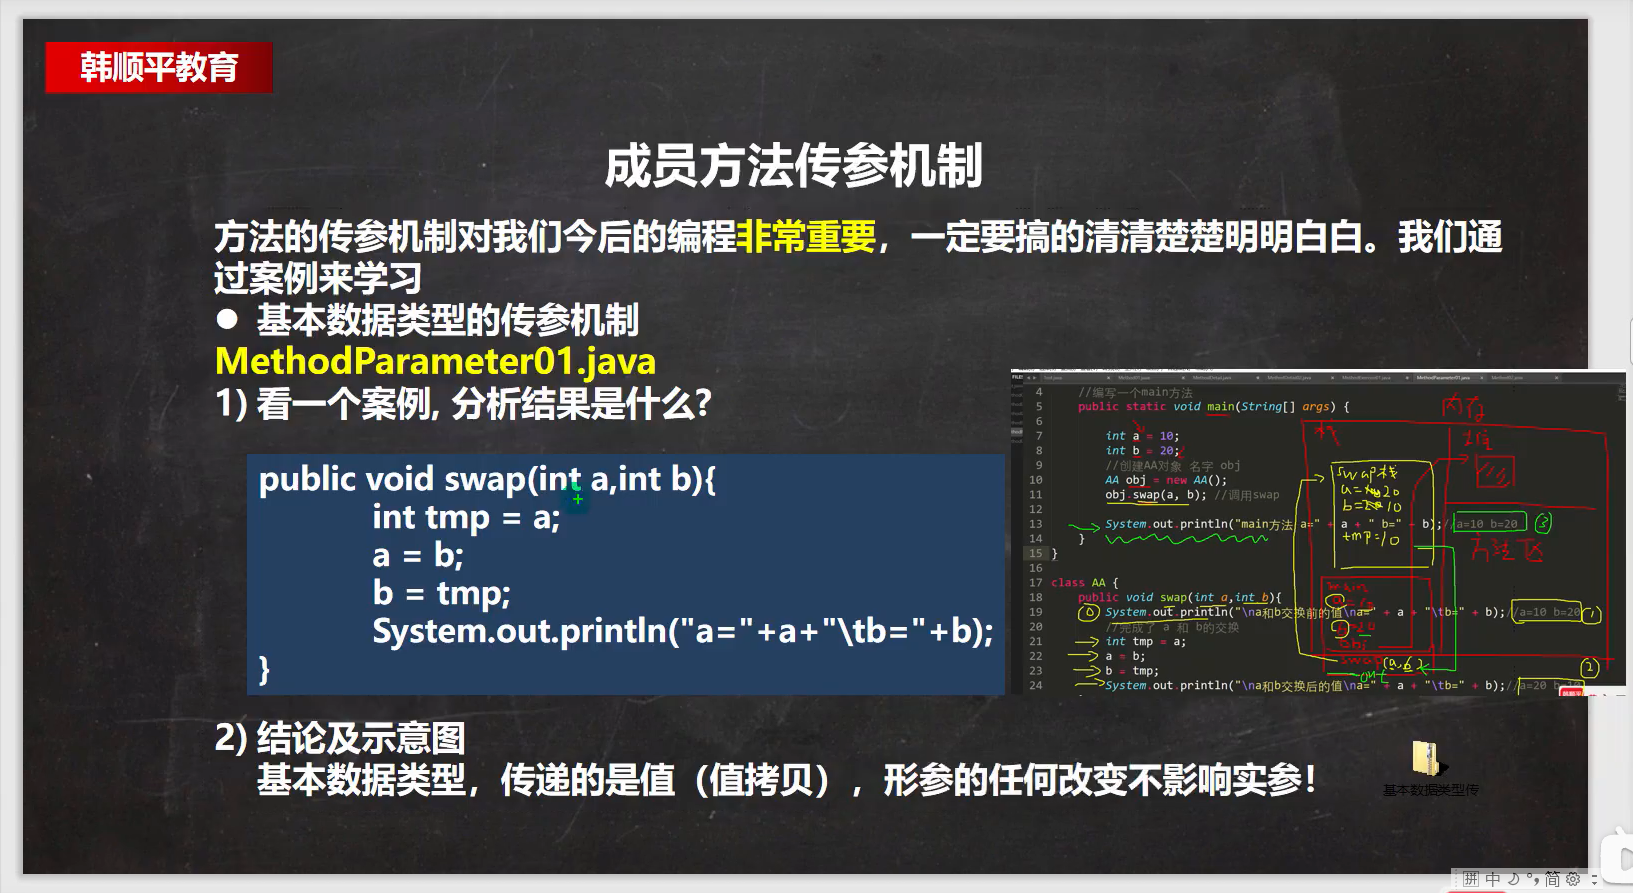 韩顺平教育
成员方法传参机制
方法的传参机制对我们今后的编程非常重要，一定要搞的清清楚楚明明白白。我们通
过案例来学习
● 基本数据类型的传参机制
MethodParameter01.java
1) 看一个案例, 分析结果是什么?
public void swap(int a,int b){
int tmp = a;
a = b;
b = tmp;
System.out.println("a="+a+"\tb="+b);
}
4 //编写一个main方法
5 public static void main(String[] args) {
6
7 int a = 10;
8 int b = 20;
9 //创建AA对象 名字 obj
10 AA obj = new AA();
11 obj.swap(a, b); //调用swap
12
13 System.out.println("main方法 a=" + a + " b=" + b);//a=10 b=20
14 }
15 }
16
17 class AA {
18 public void swap(int a,int b){
19 System.out.println("\na和b交换前的值\na=" + a + "\tb=" + b);//a=10 b=20
20 //完成了 a 和 b的交换
21 int tmp = a;
22 a = b;
23 b = tmp;
24 System.out.println("\na和b交换后的值\na=" + a + "\tb=" + b);//a=20 b=10
内存
栈
堆
swap栈
tmp=10
方法区
main
obj
swap(a,b)
out
①
②
③
2) 结论及示意图
基本数据类型，传递的是值（值拷贝），形参的任何改变不影响实参！
基本数据类型传
拼 中 简